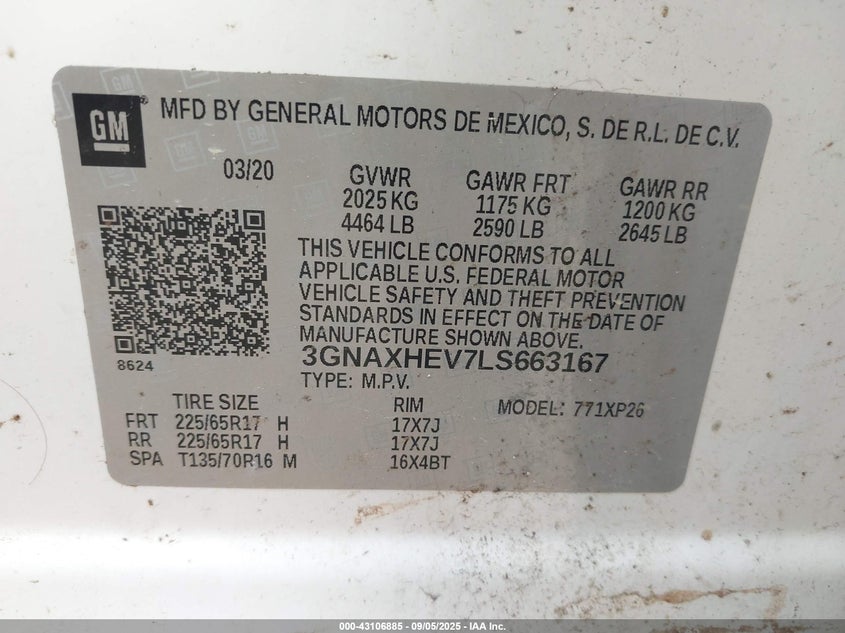 GM
MFD BY GENERAL MOTORS DE MEXICO, S. DE R.L. DE C.V.
03/20
GVWR GAWR FRT GAWR RR
2025 KG 1175 KG 1200 KG
4464 LB 2590 LB 2645 LB
THIS VEHICLE CONFORMS TO ALL
APPLICABLE U.S. FEDERAL MOTOR
VEHICLE SAFETY AND THEFT PREVENTION
STANDARDS IN EFFECT ON THE DATE OF
MANUFACTURE SHOWN ABOVE.
8624
3GNAXHEV7LS663167
TYPE: M.P.V.
TIRE SIZE RIM MODEL: 771XP26
FRT 225/65R17 H 17X7J
RR 225/65R17 H 17X7J
SPA T135/70R16 M 16X4BT
000-43106885 - 09/05/2025 - IAA Inc.